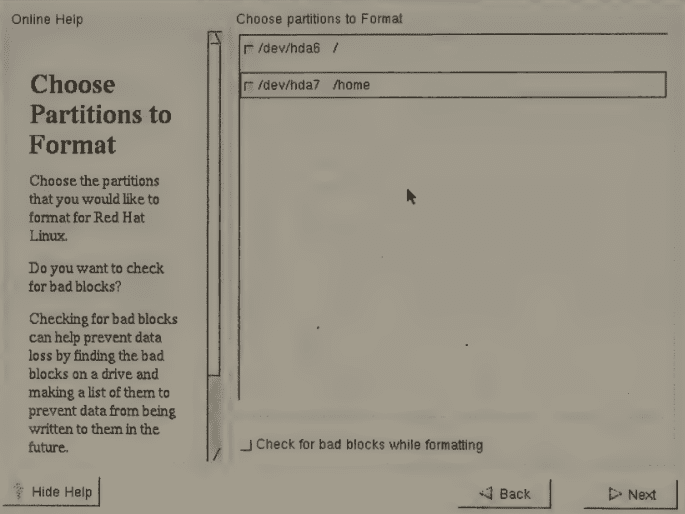 Online Help
Choose
Partitions to
Format
Choose the partitions
that you would like to
format for Red Hat
Linux.
Do you want to check
for bad blocks?
Checking for bad blocks
can help prevent data
loss by finding the bad
blocks on a drive and
making a list of them to
prevent data from being
written to them in the
future.
Hide Help
Choose partitions to Format
/dev/hda6 /
/dev/hda7 /home
Check for bad blocks while formatting
Back
Next